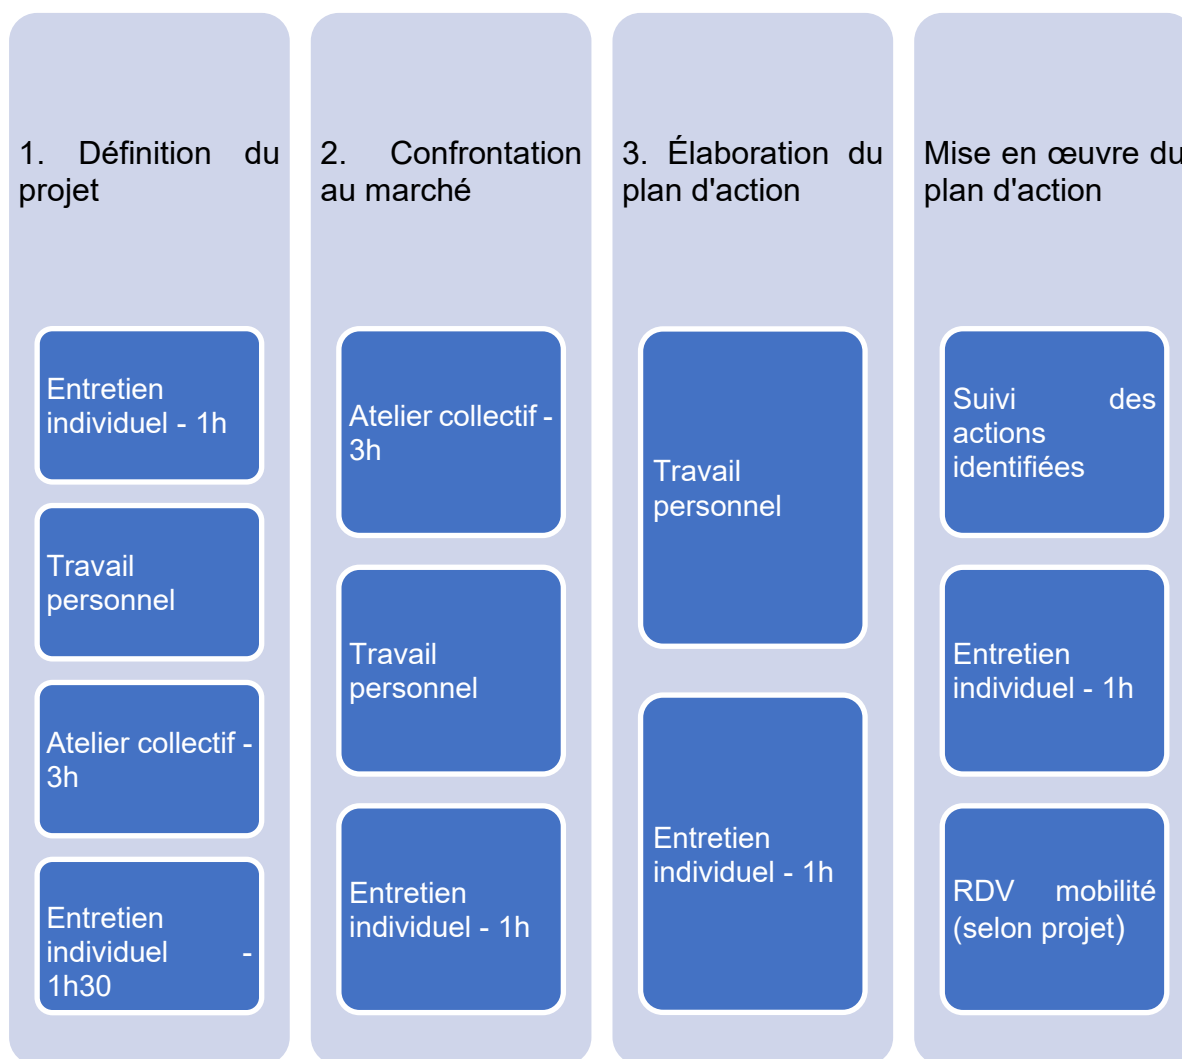 1. Définition du
projet
Entretien
individuel - 1h
Travail
personnel
Atelier collectif -
3h
Entretien
individuel -
1h30
2. Confrontation
au marché
Atelier collectif -
3h
Travail
personnel
Entretien
individuel - 1h
3. Élaboration du
plan d'action
Travail
personnel
Entretien
individuel - 1h
Mise en œuvre du
plan d'action
Suivi des
actions
identifiées
Entretien
individuel - 1h
RDV mobilité
(selon projet)